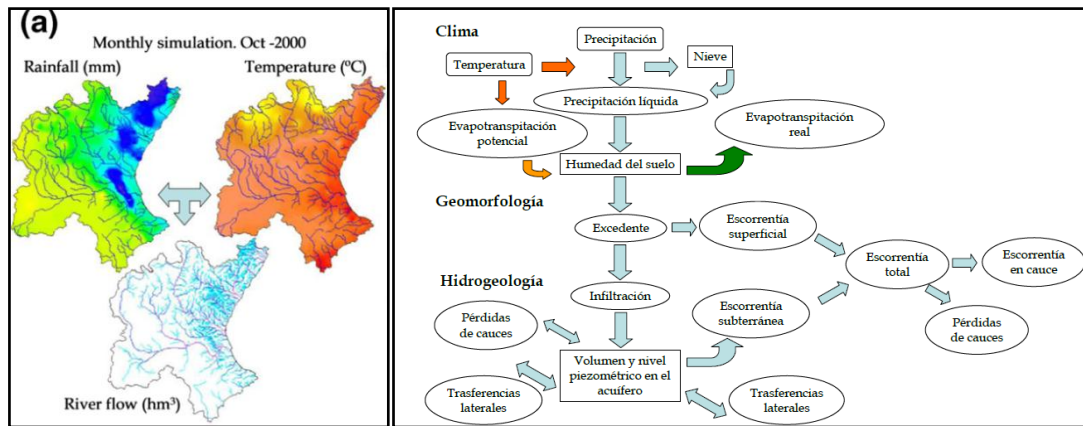 (a)
Monthly simulation. Oct -2000
Rainfall (mm)
Temperature (ºC)
River flow (hm³)
Clima
Precipitación
Temperatura
Nieve
Precipitación líquida
Evapotranspitación
potencial
Evapotranspitación
real
Humedad del suelo
Geomorfología
Excedente
Escorrentía
superficial
Escorrentía
total
Escorrentía
en cauce
Hidrogeología
Infiltración
Escorrentía
subterránea
Pérdidas
de cauces
Pérdidas
de cauces
Volumen y nivel
piezométrico en el
acuífero
Trasferencias
laterales
Trasferencias
laterales